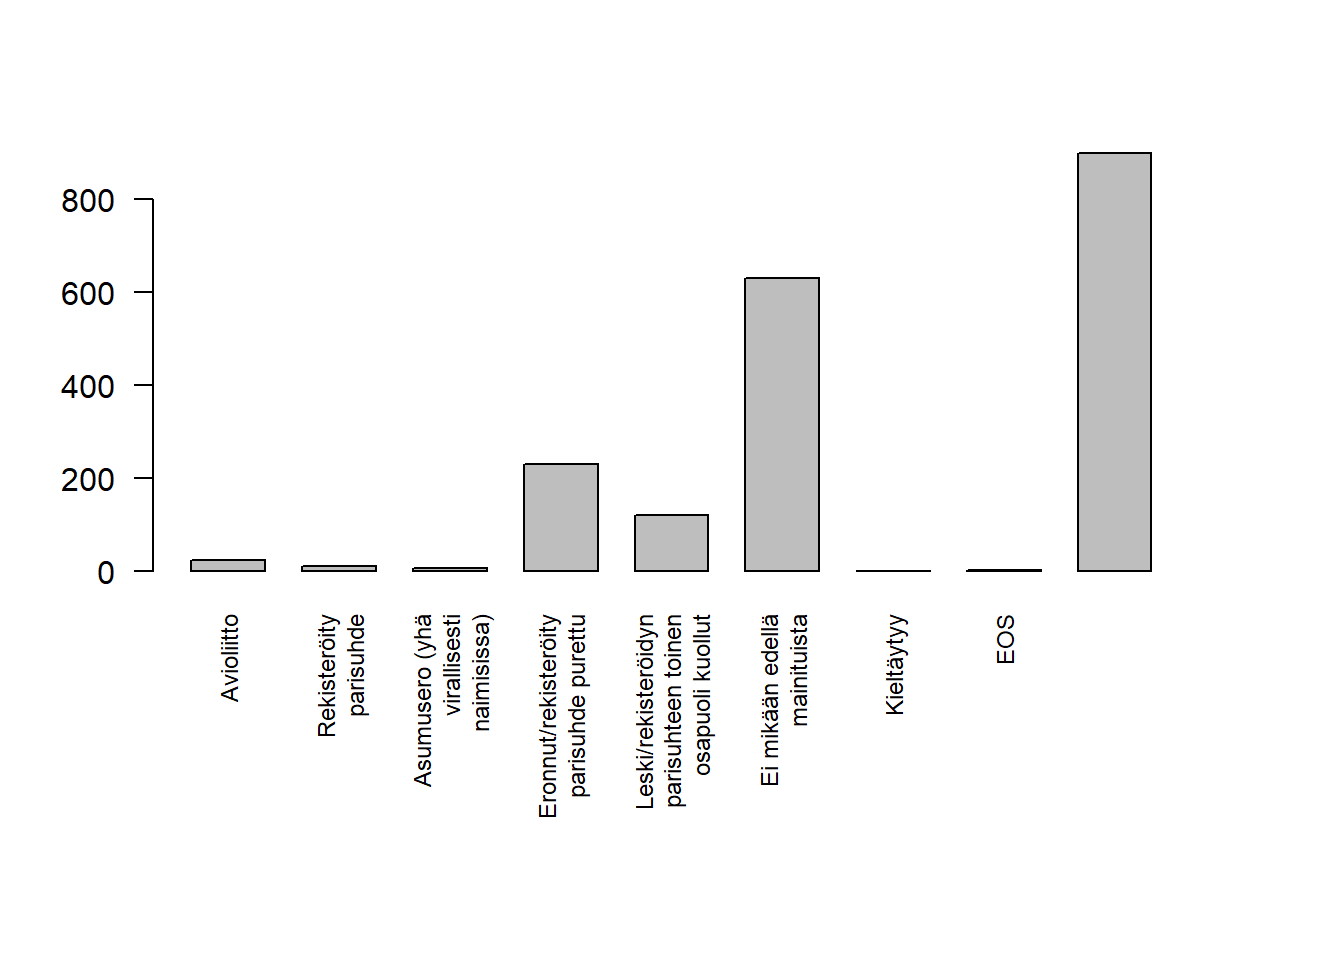 800
600
400
200
0
Avioliitto
Rekisteröity
parisuhde
Asumusero (yhä
virallisesti
naimisissa)
Eronnut/rekisteröity
parisuhde purettu
Leski/rekisteröidyn
parisuhteen toinen
osapuoli kuollut
Ei mikään edellä
mainituista
Kieltäytyy
EOS